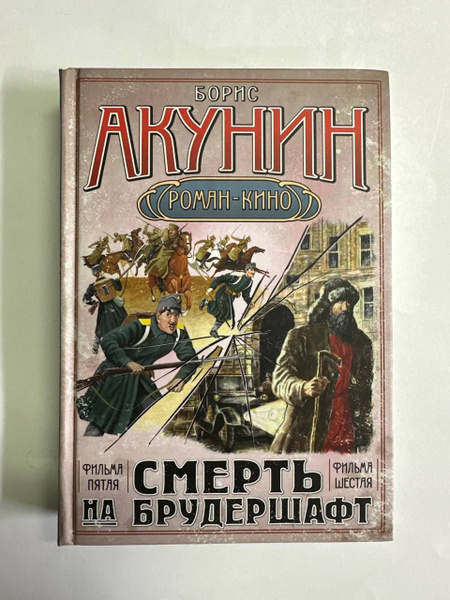 БОРИС
АКУНИН
РОМАН-КИНО
ФИЛЬМА
ПЯТАЯ
ФИЛЬМА
ШЕСТАЯ
СМЕРТЬ
НА БРУДЕРШАФТ